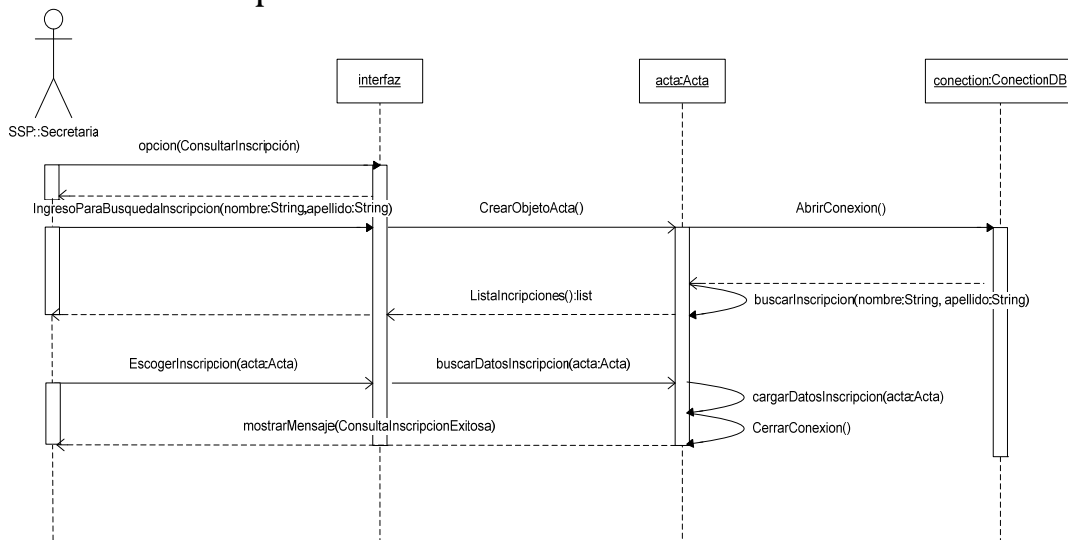 interfaz
acta:Acta
conection:ConectionDB
SSP::Secretaria
opcion(ConsultarInscripción)
IngresoParaBusquedaInscripcion(nombre:String,apellido:String)
CrearObjetoActa()
AbrirConexion()
ListaIncripciones():list
buscarInscripcion(nombre:String, apellido:String)
EscogerInscripcion(acta:Acta)
buscarDatosInscripcion(acta:Acta)
cargarDatosInscripcion(acta:Acta)
mostrarMensaje(ConsultaInscripcionExitosa)
CerrarConexion()